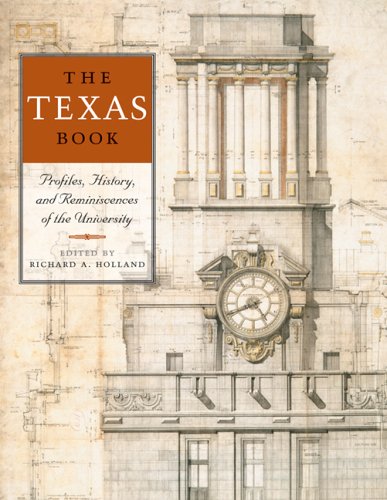 THE
TEXAS
BOOK
Profiles, History,
and Reminiscences
of the University
EDITED BY
RICHARD A. HOLLAND